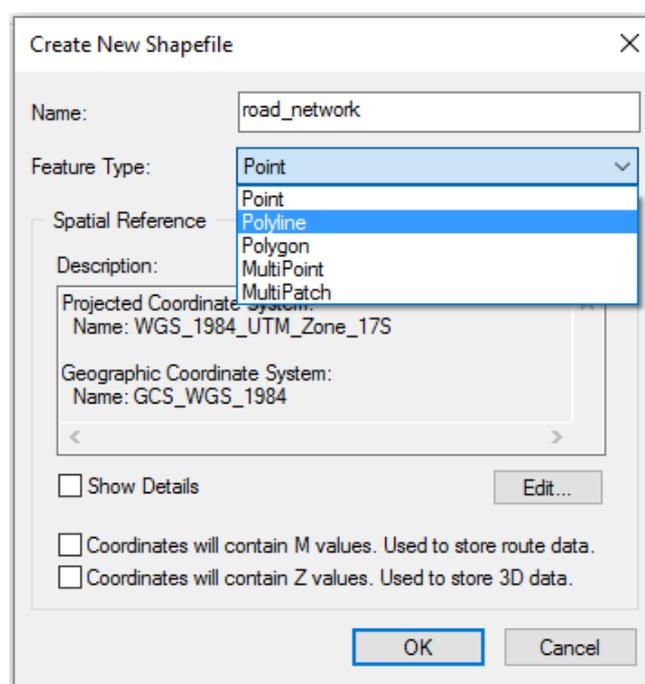 Create New Shapefile
Name: road_network
Feature Type: Point
Point
Polyline
Polygon
MultiPoint
MultiPatch
Spatial Reference
Description:
Projected Coordinate System:
Name: WGS_1984_UTM_Zone_17S
Geographic Coordinate System:
Name: GCS_WGS_1984
Show Details
Edit...
Coordinates will contain M values. Used to store route data.
Coordinates will contain Z values. Used to store 3D data.
OK Cancel